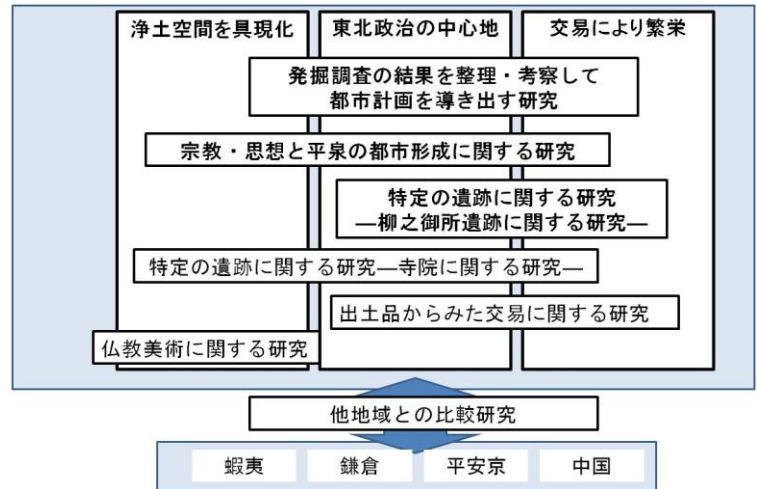 浄土空間を具現化
東北政治の中心地
交易により繁栄
発掘調査の結果を整理・考察して
都市計画を導き出す研究
宗教・思想と平泉の都市形成に関する研究
特定の遺跡に関する研究
―柳之御所遺跡に関する研究―
特定の遺跡に関する研究―寺院に関する研究―
出土品からみた交易に関する研究
仏教美術に関する研究
他地域との比較研究
蝦夷
鎌倉
平安京
中国